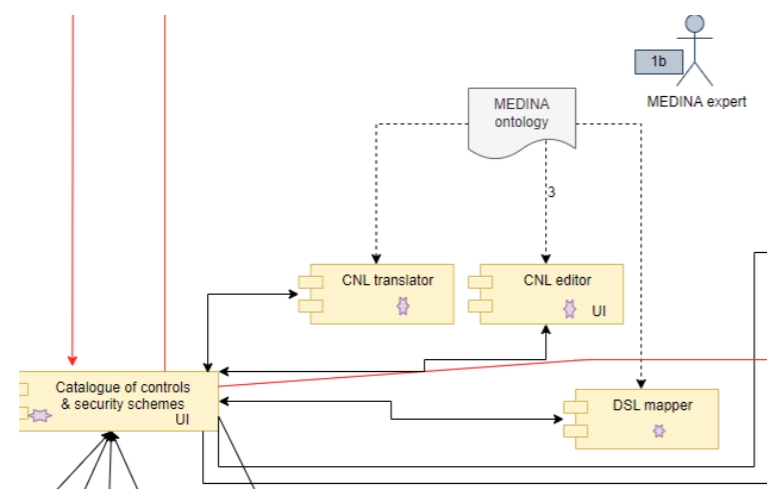 1b
MEDINA expert
MEDINA
ontology
3
CNL translator
CNL editor
UI
Catalogue of controls
& security schemes
UI
DSL mapper